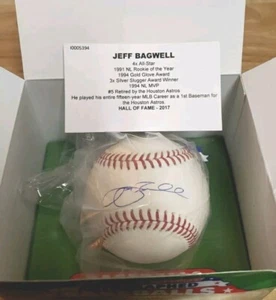 I0005394
JEFF BAGWELL
4x All-Star
1991 NL Rookie of the Year
1994 Gold Glove Award
3x Silver Slugger Award Winner
1994 NL MVP
#5 Retired by the Houston Astros
He played his entire fifteen-year MLB Career as a 1st Baseman for
the Houston Astros
HALL OF FAME - 2017